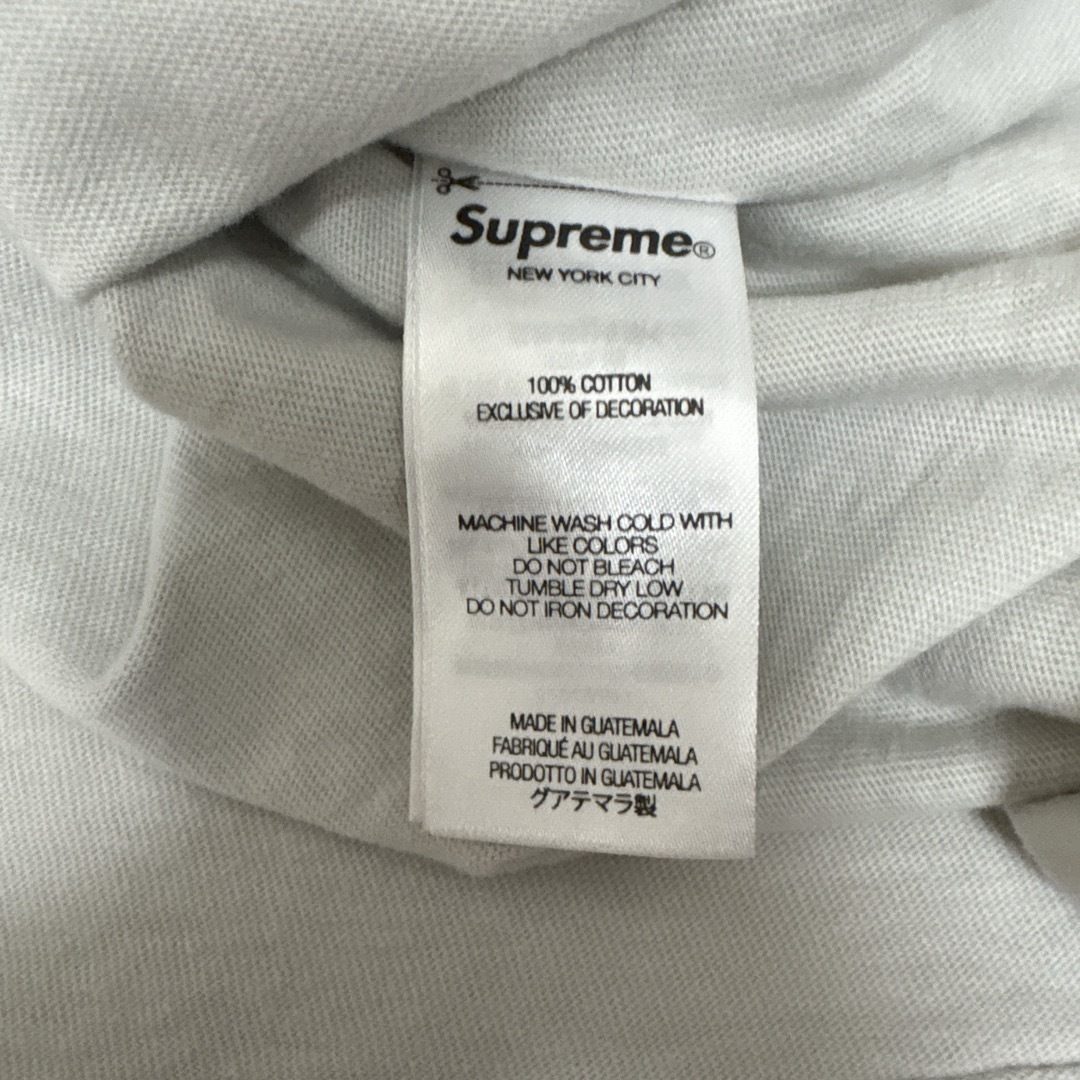 Supreme®
NEW YORK CITY
100% COTTON
EXCLUSIVE OF DECORATION
MACHINE WASH COLD WITH
LIKE COLORS
DO NOT BLEACH
TUMBLE DRY LOW
DO NOT IRON DECORATION
MADE IN GUATEMALA
FABRIQUÉ AU GUATEMALA
PRODOTTO IN GUATEMALA
グアテマラ製